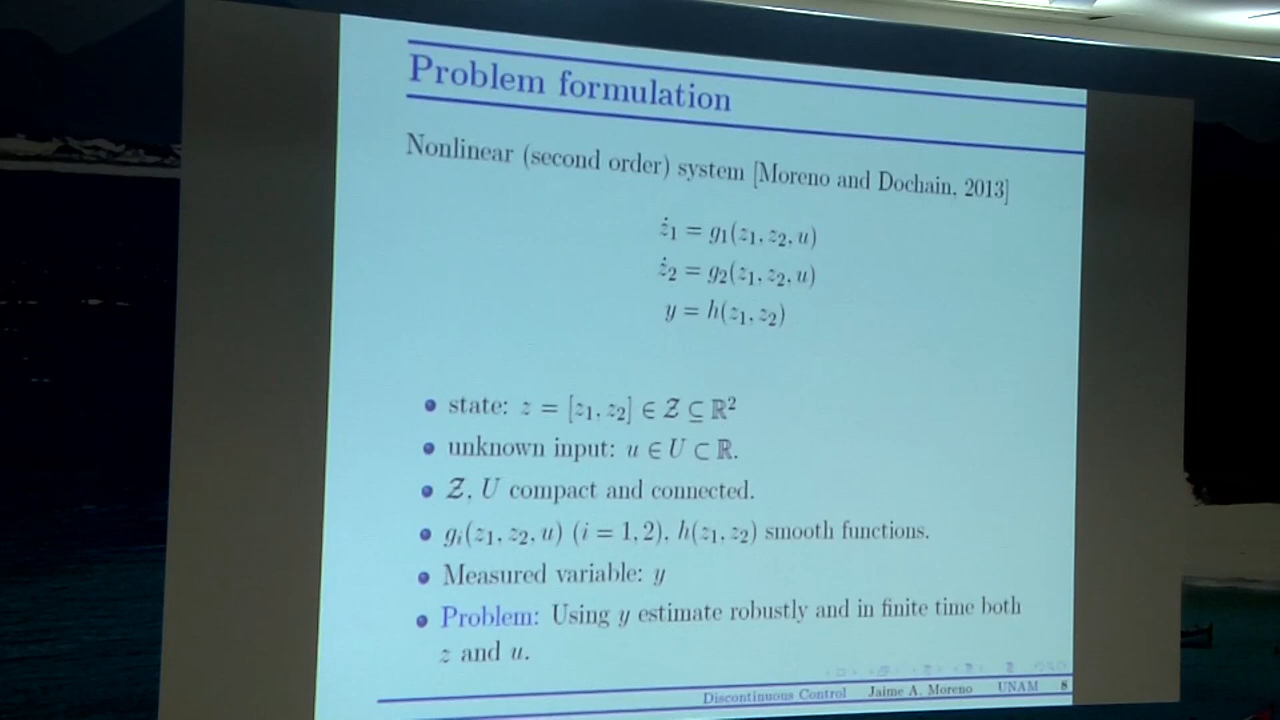 Problem formulation
Nonlinear (second order) system [Moreno and Dochain, 2013]
ż₁ = g₁(z₁, z₂, u)
ż₂ = g₂(z₁, z₂, u)
y = h(z₁, z₂)
• state: z = [z₁, z₂] ∈ 𝒵 ⊆ ℝ²
• unknown input: u ∈ U ⊂ ℝ.
• 𝒵, U compact and connected.
• gᵢ(z₁, z₂, u) (i = 1, 2), h(z₁, z₂) smooth functions.
• Measured variable: y
• Problem: Using y estimate robustly and in finite time both
z and u.
Discontinuous Control Jaime A. Moreno UNAM 8